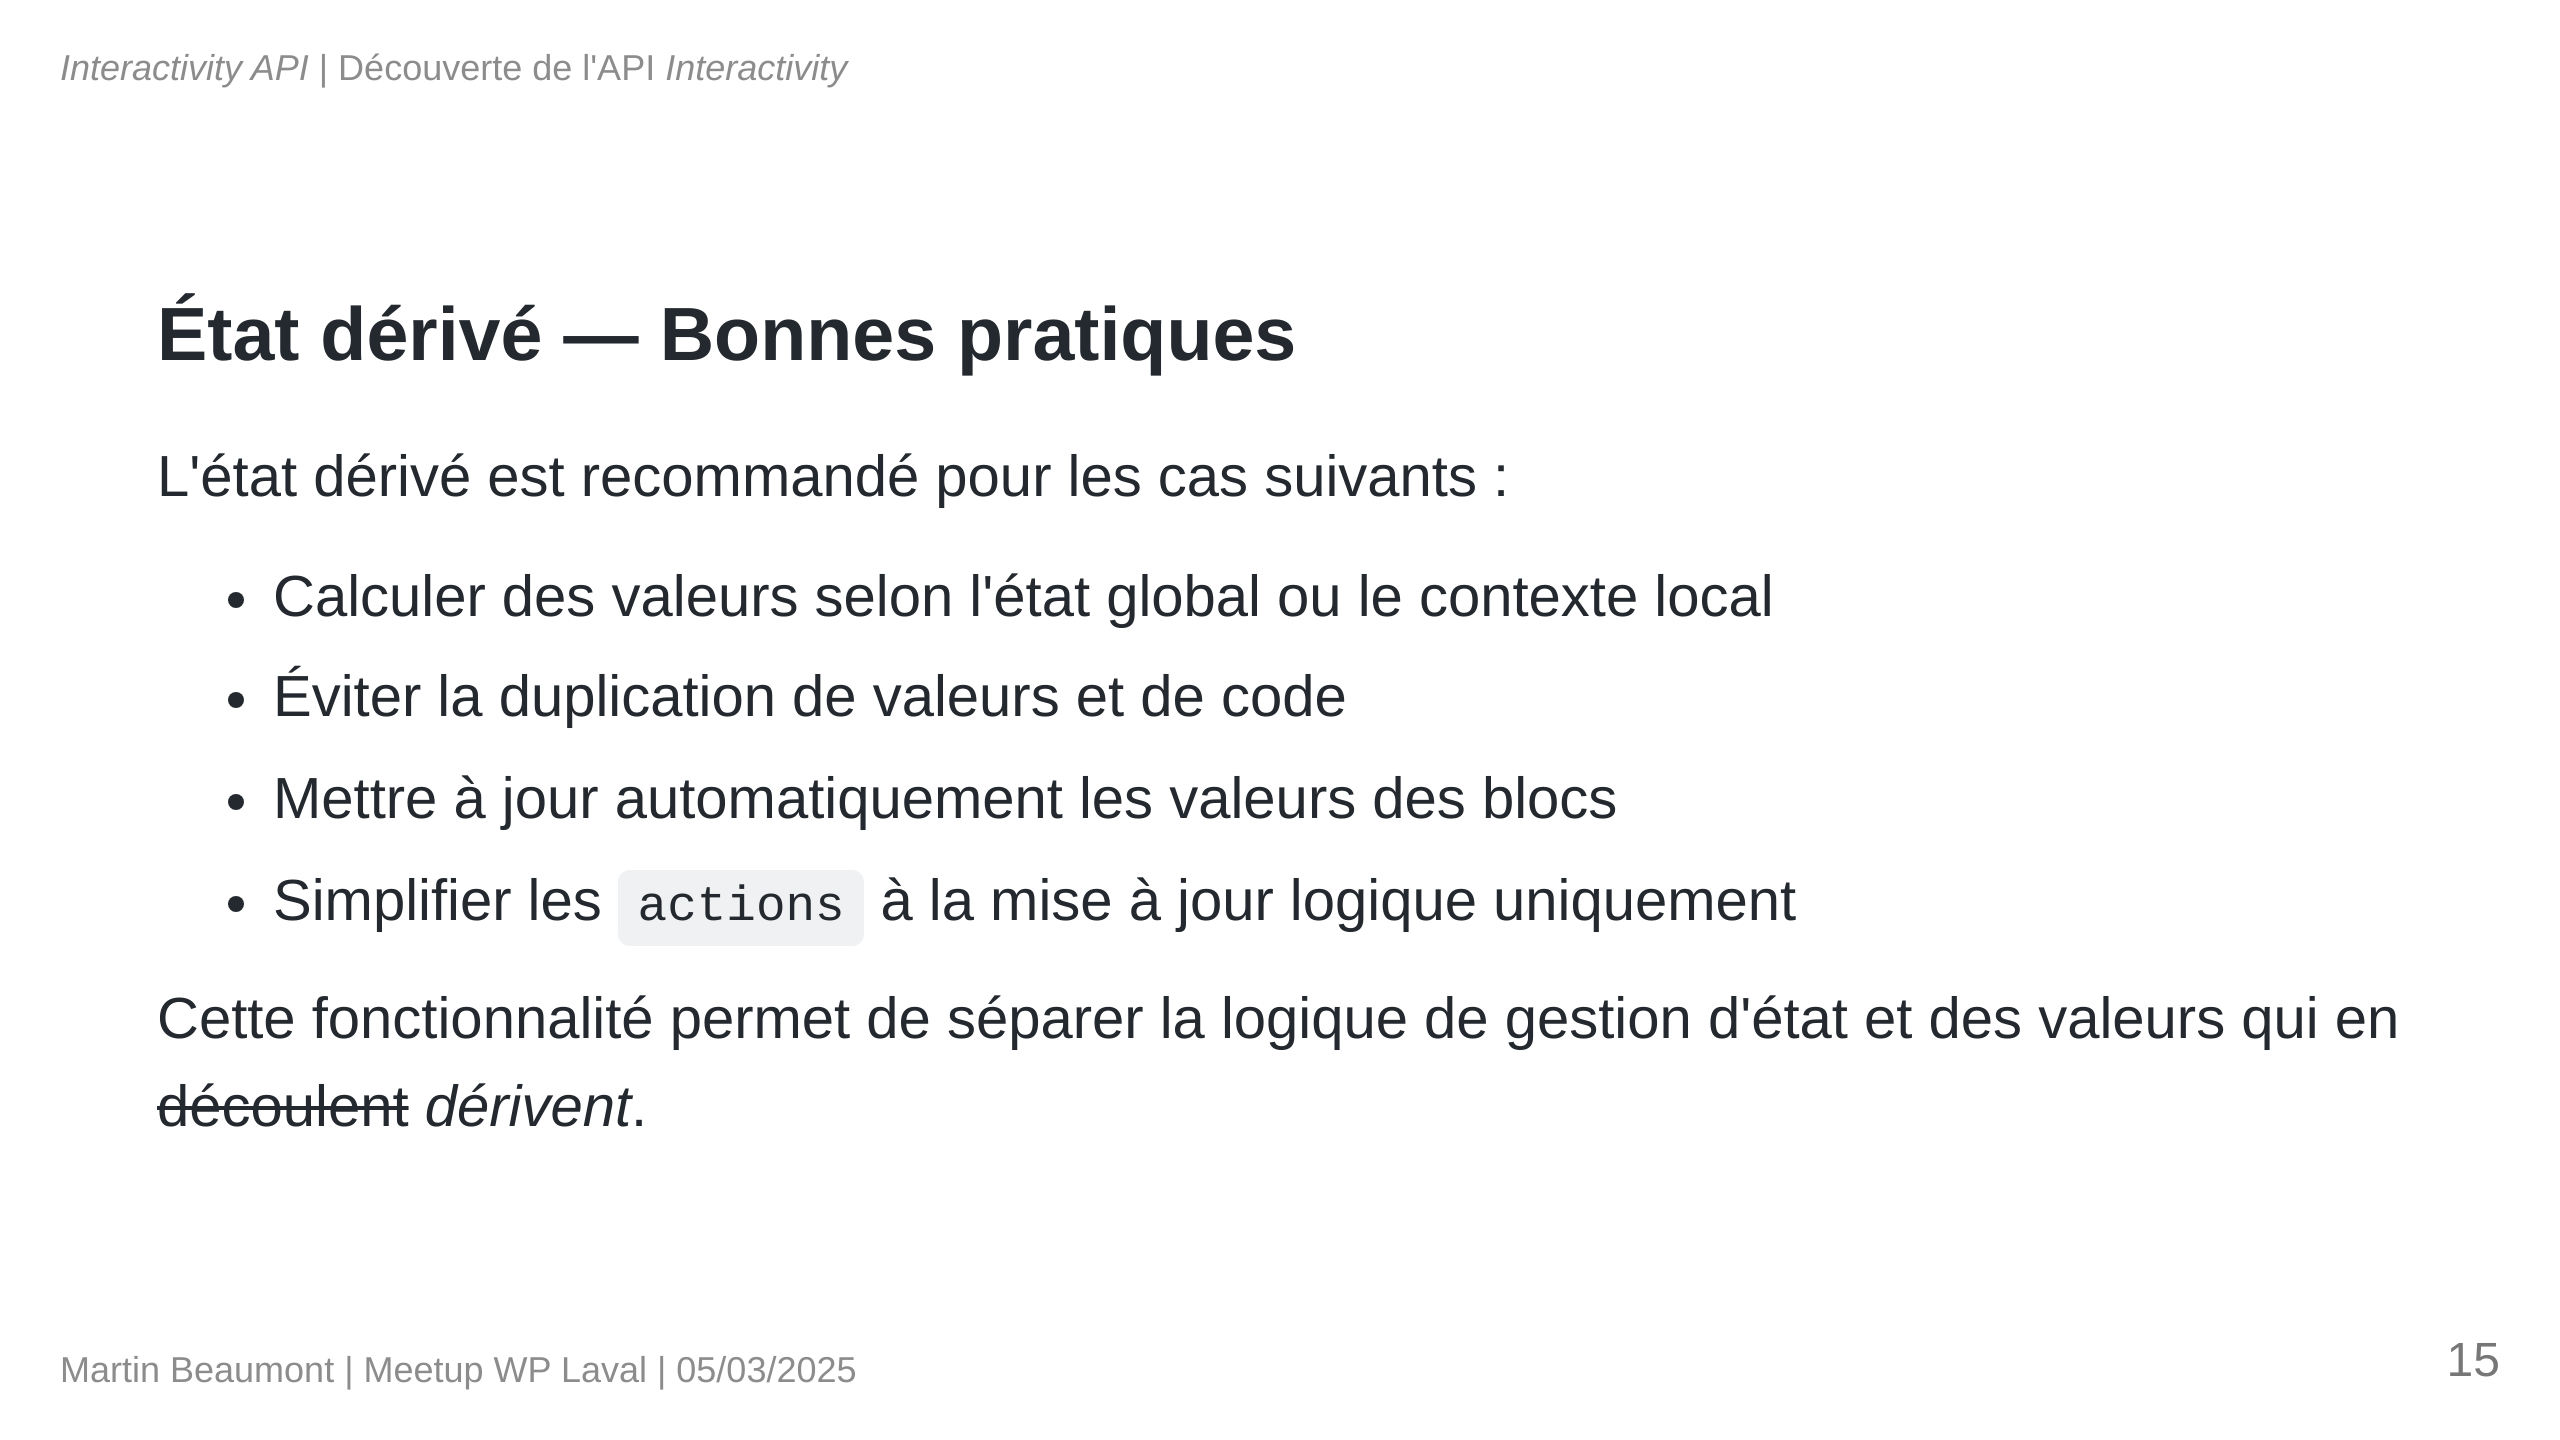 Interactivity API | Découverte de l'API Interactivity
État dérivé — Bonnes pratiques
L'état dérivé est recommandé pour les cas suivants :
• Calculer des valeurs selon l'état global ou le contexte local
• Éviter la duplication de valeurs et de code
• Mettre à jour automatiquement les valeurs des blocs
• Simplifier les actions à la mise à jour logique uniquement
Cette fonctionnalité permet de séparer la logique de gestion d'état et des valeurs qui en
découlent dérivent.
Martin Beaumont | Meetup WP Laval | 05/03/2025
15